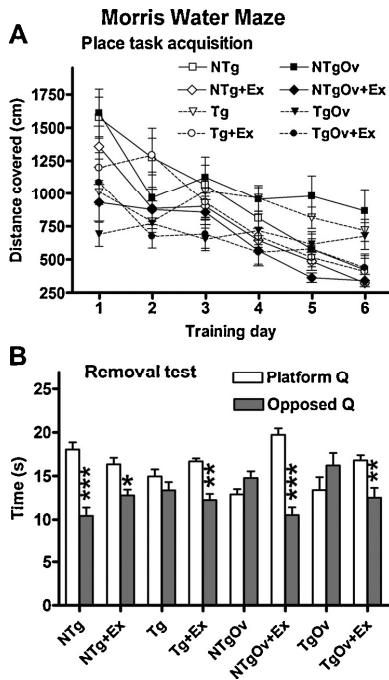 Morris Water Maze
A
Place task acquisition
NTg
NTg+Ex
Tg
Tg+Ex
NTgOv
NTgOv+Ex
TgOv
TgOv+Ex
Distance covered (cm)
1750
1500
1250
1000
750
500
250
1 2 3 4 5 6
Training day
B
Removal test
Platform Q
Opposed Q
Time (s)
25
20
15
10
5
0
*** * ** *** **
NTg NTg+Ex Tg Tg+Ex NTgOv NTgOv+Ex TgOv TgOv+Ex